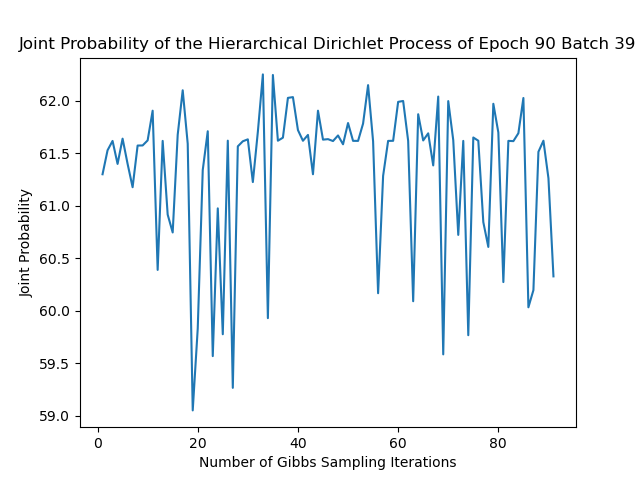 Joint Probability of the Hierarchical Dirichlet Process of Epoch 90 Batch 39
62.0
61.5
61.0
60.5
60.0
59.5
59.0
Joint Probability
0 20 40 60 80
Number of Gibbs Sampling Iterations